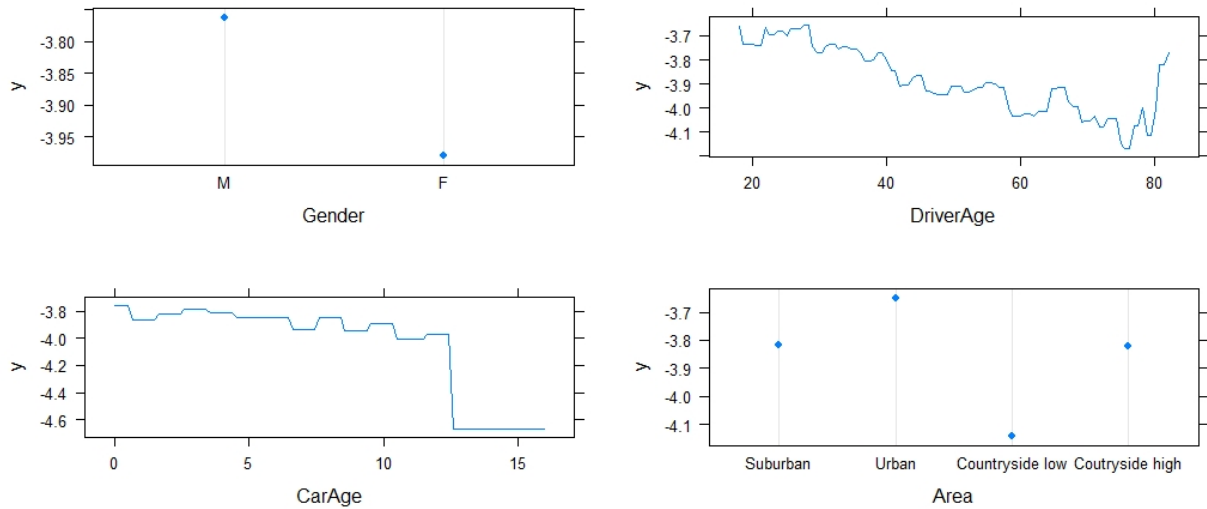 y
-3.80
-3.85
-3.90
-3.95
M F
Gender
y
-3.7
-3.8
-3.9
-4.0
-4.1
20 40 60 80
DriverAge
y
-3.8
-4.0
-4.2
-4.4
-4.6
0 5 10 15
CarAge
y
-3.7
-3.8
-3.9
-4.0
-4.1
Suburban Urban Countryside low Coutryside high
Area